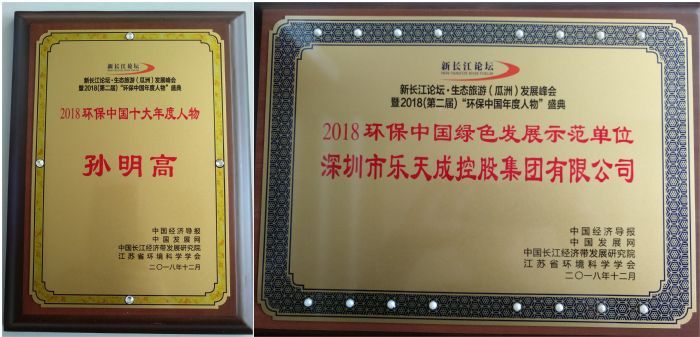 新长江论坛
新长江论坛·生态旅游（瓜洲）发展峰会
暨2018（第二届）“环保中国年度人物”盛典
2018环保中国十大年度人物
孙明高
中国经济导报
中国发展网
中国长江经济带发展研究院
江苏省环境科学学会
二〇一八年十二月
新长江论坛
NEW YANGTZE RIVER FORUM
新长江论坛·生态旅游（瓜洲）发展峰会
暨2018(第二届)“环保中国年度人物”盛典
2018环保中国绿色发展示范单位
深圳市乐天成控股集团有限公司
中国经济导报
中国发展网
中国长江经济带发展研究院
江苏省环境科学学会
二〇一八年十二月